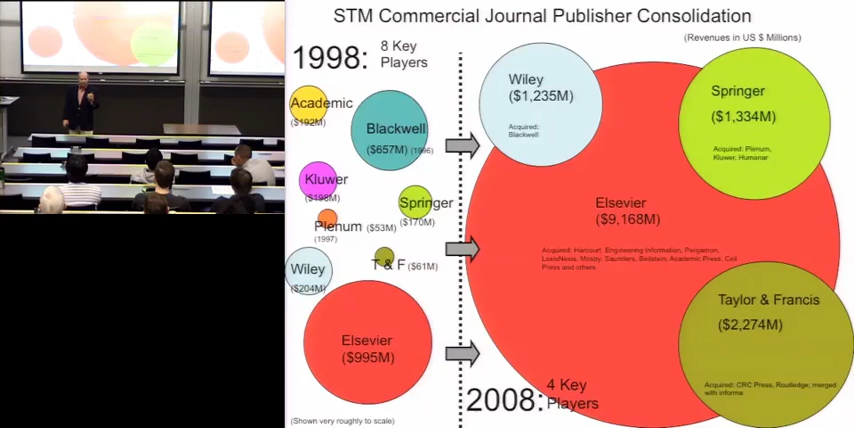 STM Commercial Journal Publisher Consolidation
(Revenues in US $ Millions)
1998: 8 Key
Players
Academic
($192M)
Blackwell
($657M) (1996)
Kluwer
($198M)
Springer
($170M)
Plenum ($53M)
(1997)
T & F ($61M)
Wiley
($204M)
Elsevier
($995M)
(Shown very roughly to scale)
Wiley
($1,235M)
Acquired:
Blackwell
Springer
($1,334M)
Acquired: Plenum,
Kluwer, Humanar
Elsevier
($9,168M)
Acquired: Harcourt, Engineering Information, Pergamon,
LexisNexis, Mosby, Saunders, Beilstein, Academic Press, Cell
Press and others
Taylor & Francis
($2,274M)
Acquired: CRC Press, Routledge; merged
with informa
2008: 4 Key
Players